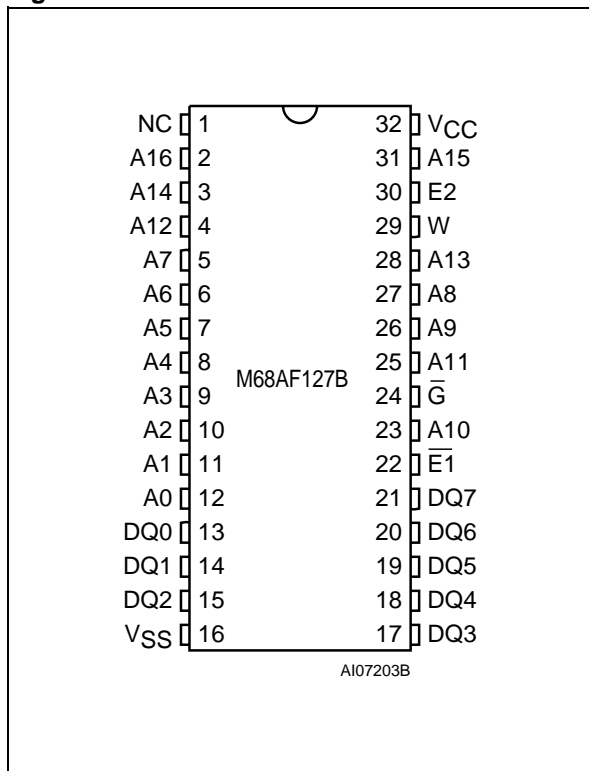 NC 1 32 VCC
A16 2 31 A15
A14 3 30 E2
A12 4 29 W
A7 5 28 A13
A6 6 27 A8
A5 7 26 A9
A4 8 25 A11
M68AF127B
A3 9 24 G̅
A2 10 23 A10
A1 11 22 E̅1̅
A0 12 21 DQ7
DQ0 13 20 DQ6
DQ1 14 19 DQ5
DQ2 15 18 DQ4
VSS 16 17 DQ3
AI07203B